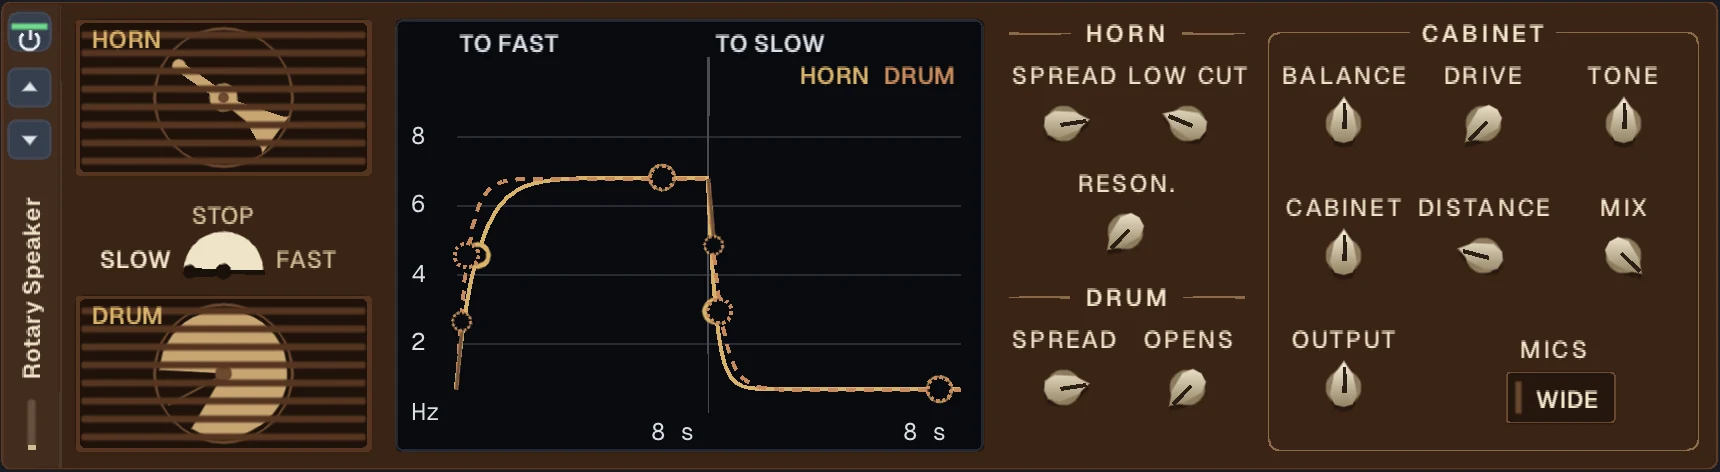 Rotary Speaker
HORN
STOP
SLOW FAST
DRUM
TO FAST TO SLOW
HORN DRUM
8
6
4
2
Hz
8 s 8 s
HORN
SPREAD LOW CUT
RESON.
DRUM
SPREAD OPENS
CABINET
BALANCE DRIVE TONE
CABINET DISTANCE MIX
OUTPUT
MICS
WIDE